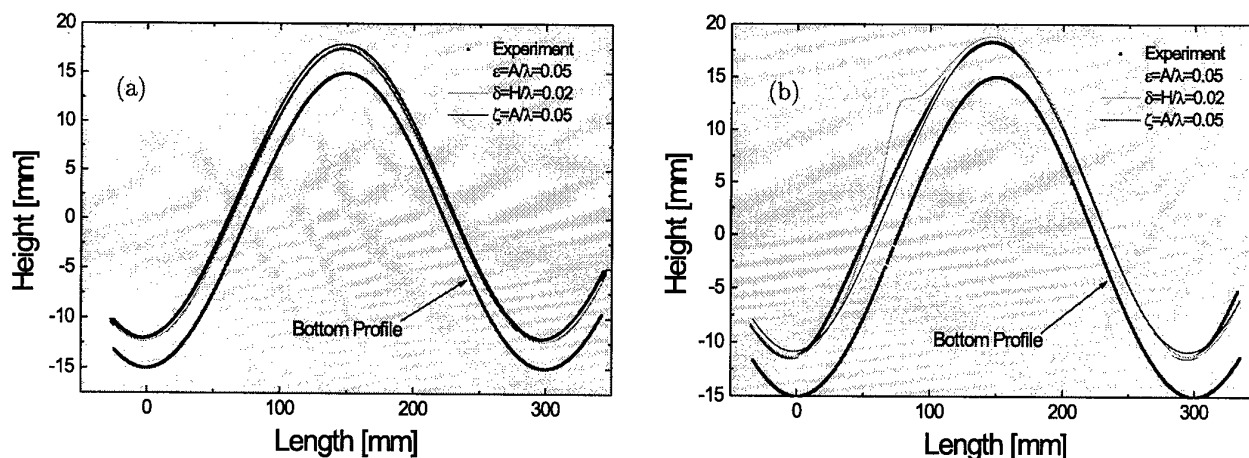 20
15
10
5
0
-5
-10
-15
Height [mm]
(a)
Experiment
ε=A/λ=0.05
δ=H/λ=0.02
ζ=A/λ=0.05
Bottom Profile
0
100
200
300
Length [mm]
20
15
10
5
0
-5
-10
-15
Height [mm]
(b)
Experiment
ε=A/λ=0.05
δ=H/λ=0.02
ζ=A/λ=0.05
Bottom Profile
0
100
200
300
Length [mm]